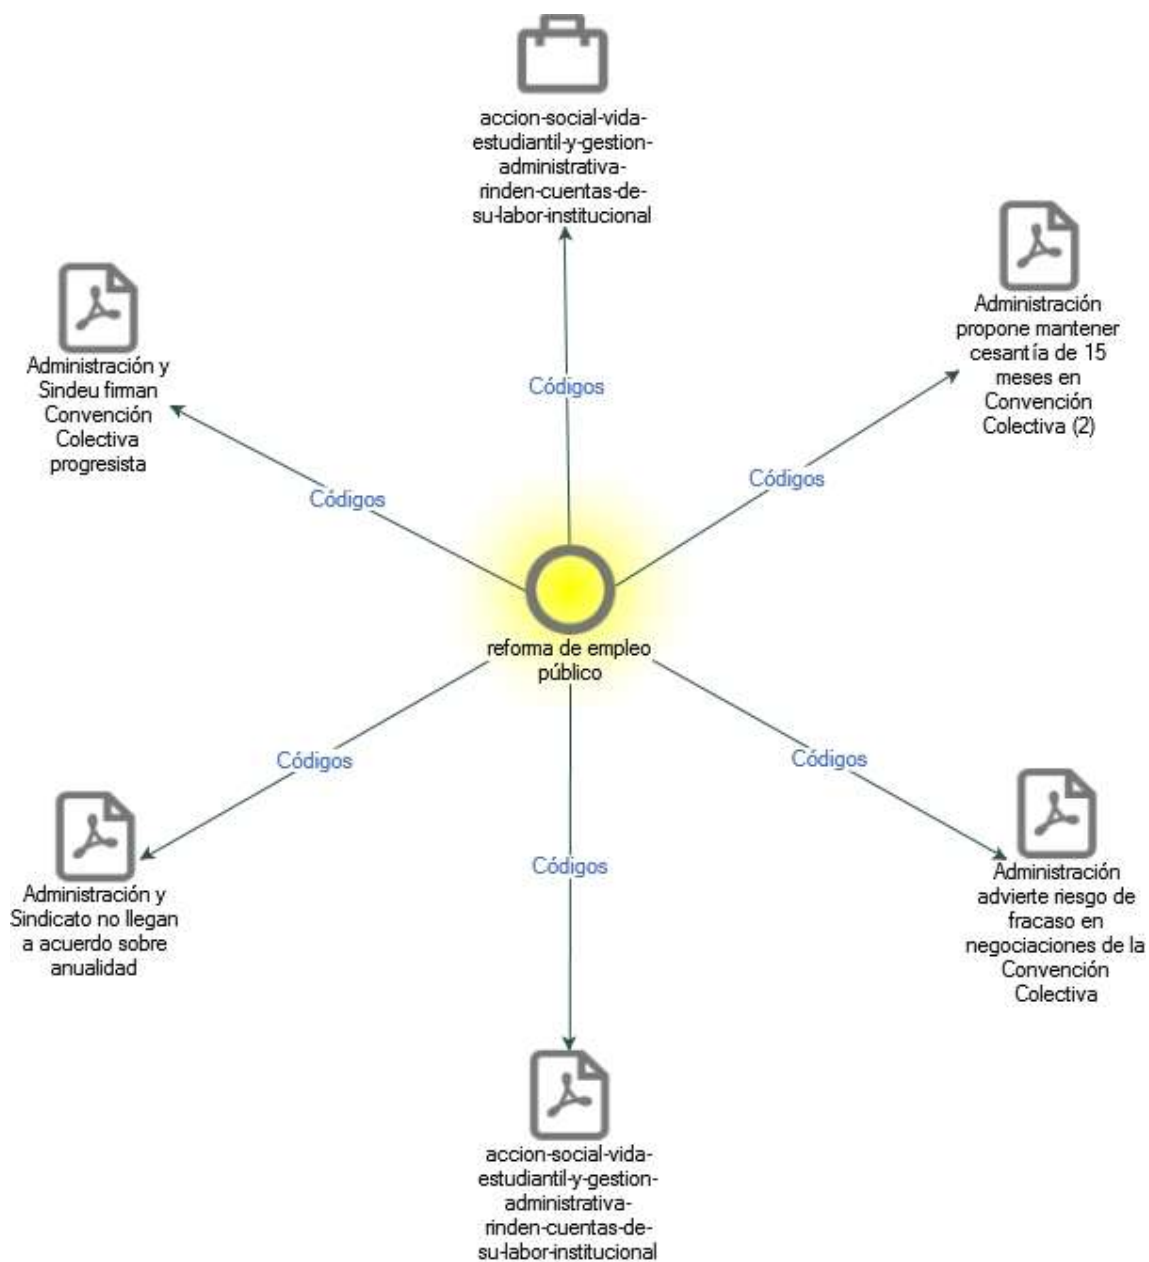 accion-social-vida-
estudiantil-y-gestion-
administrativa-
rinden-cuentas-de-
su-labor-institucional
Administración
propone mantener
cesantía de 15
meses en
Convención
Colectiva (2)
Administración y
Sindeu firman
Convención
Colectiva
progresista
Códigos
Códigos
Códigos
reforma de empleo
público
Códigos
Códigos
Códigos
Administración y
Sindicato no llegan
a acuerdo sobre
anualidad
Administración
advierte riesgo de
fracaso en
negociaciones de la
Convención
Colectiva
accion-social-vida-
estudiantil-y-gestion-
administrativa-
rinden-cuentas-de-
su-labor-institucional